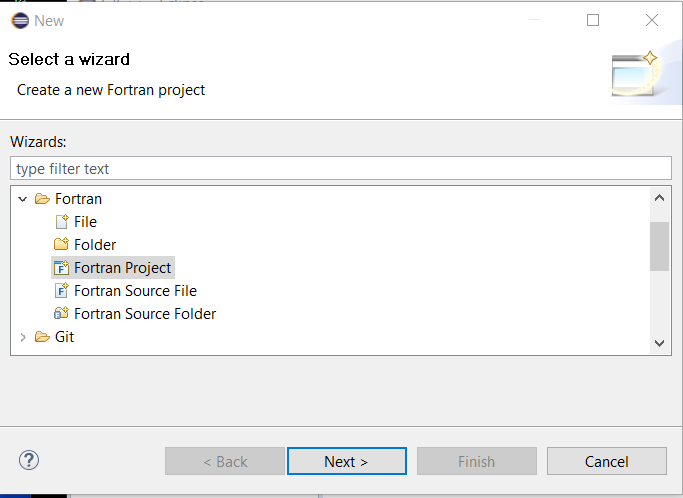 New
Select a wizard
Create a new Fortran project
Wizards:
type filter text
Fortran
File
Folder
Fortran Project
Fortran Source File
Fortran Source Folder
Git
< Back
Next >
Finish
Cancel